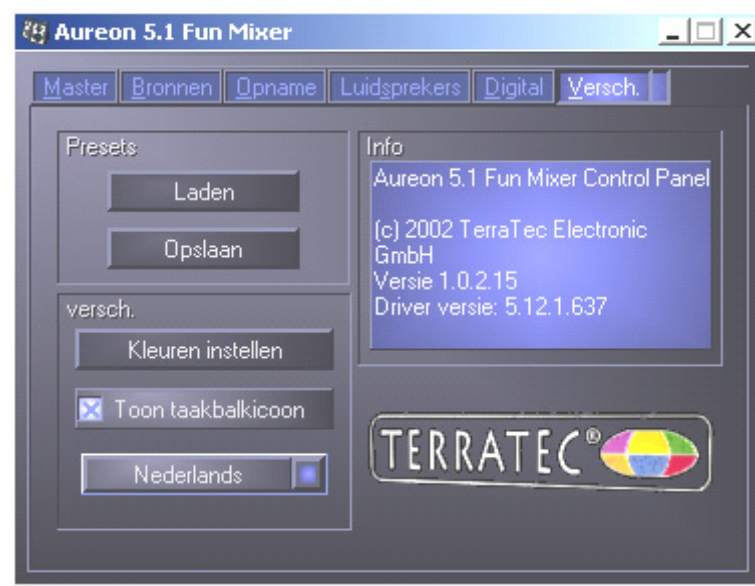 Aureon 5.1 Fun Mixer
Master Bronnen Opname Luidsprekers Digital Versch.
Presets
Laden
Opslaan
versch.
Kleuren instellen
Toon taakbalkicoon
Nederlands
Info
Aureon 5.1 Fun Mixer Control Panel
(c) 2002 TerraTec Electronic
GmbH
Versie 1.0.2.15
Driver versie: 5.12.1.637
TERRATEC®